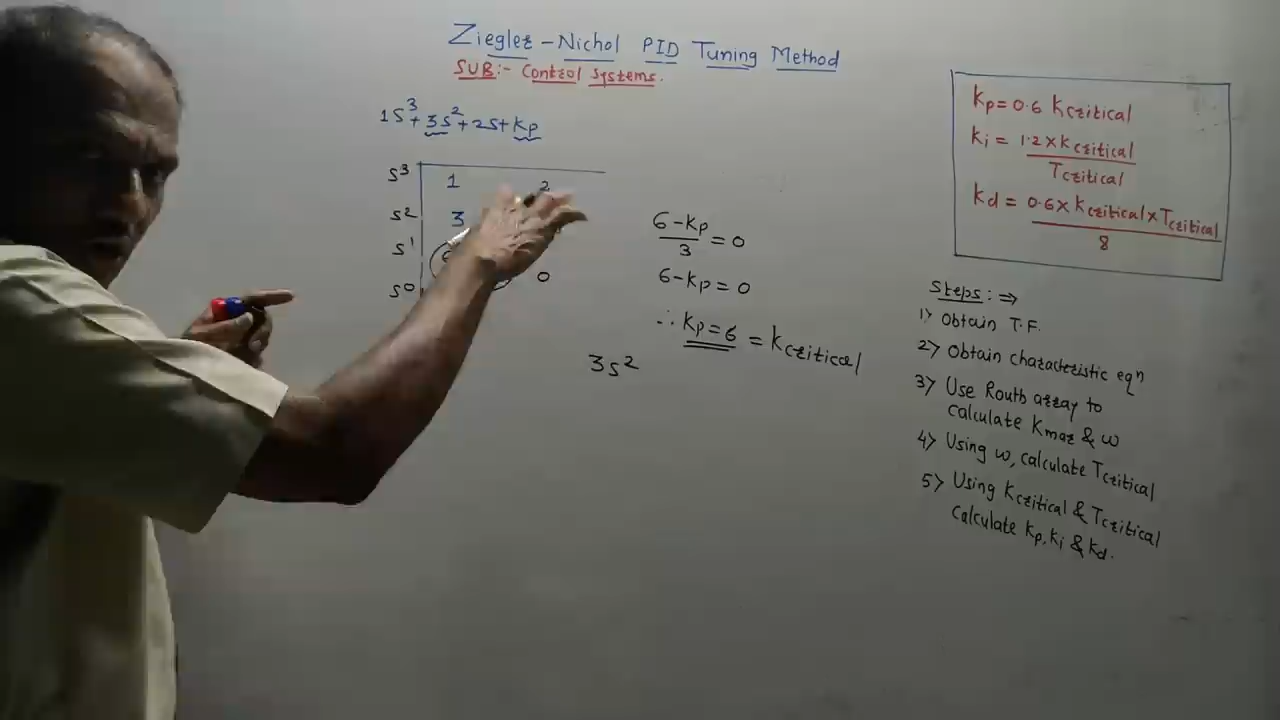 Ziegler-Nichol PID Tuning Method
SUB:- Control Systems.
1s³+3s²+2s+Kp
s³ 1 2
s² 3
s¹
s⁰ 0
(6-Kp)/3 = 0
6-Kp=0
∴ Kp=6 = Kcritical
3s²
Kp=0.6 Kcritical
Ki = (1.2×Kcritical)/Tcritical
Kd = (0.6×Kcritical×Tcritical)/8
Steps:⇒
1) Obtain T.F.
2) Obtain characteristic eqn
3) Use Routh array to
calculate Kmax & ω
4) Using ω, calculate Tcritical
5) Using Kcritical & Tcritical
calculate Kp, Ki & Kd.